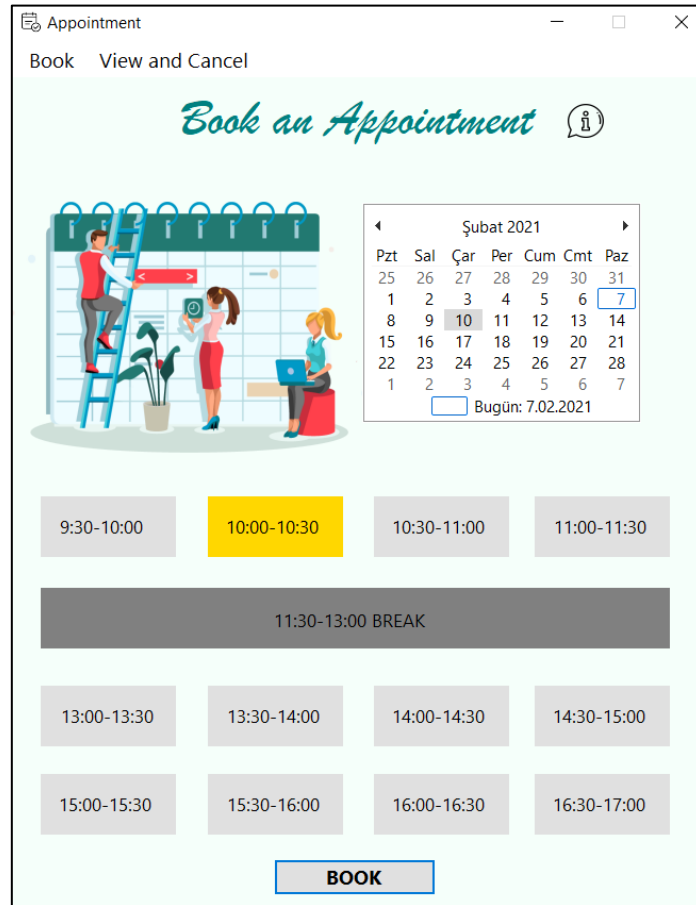 Appointment
Book View and Cancel
Book an Appointment
Şubat 2021
Pzt Sal Çar Per Cum Cmt Paz
25 26 27 28 29 30 31
1 2 3 4 5 6 7
8 9 10 11 12 13 14
15 16 17 18 19 20 21
22 23 24 25 26 27 28
1 2 3 4 5 6 7
Bugün: 7.02.2021
9:30-10:00 10:00-10:30 10:30-11:00 11:00-11:30
11:30-13:00 BREAK
13:00-13:30 13:30-14:00 14:00-14:30 14:30-15:00
15:00-15:30 15:30-16:00 16:00-16:30 16:30-17:00
BOOK